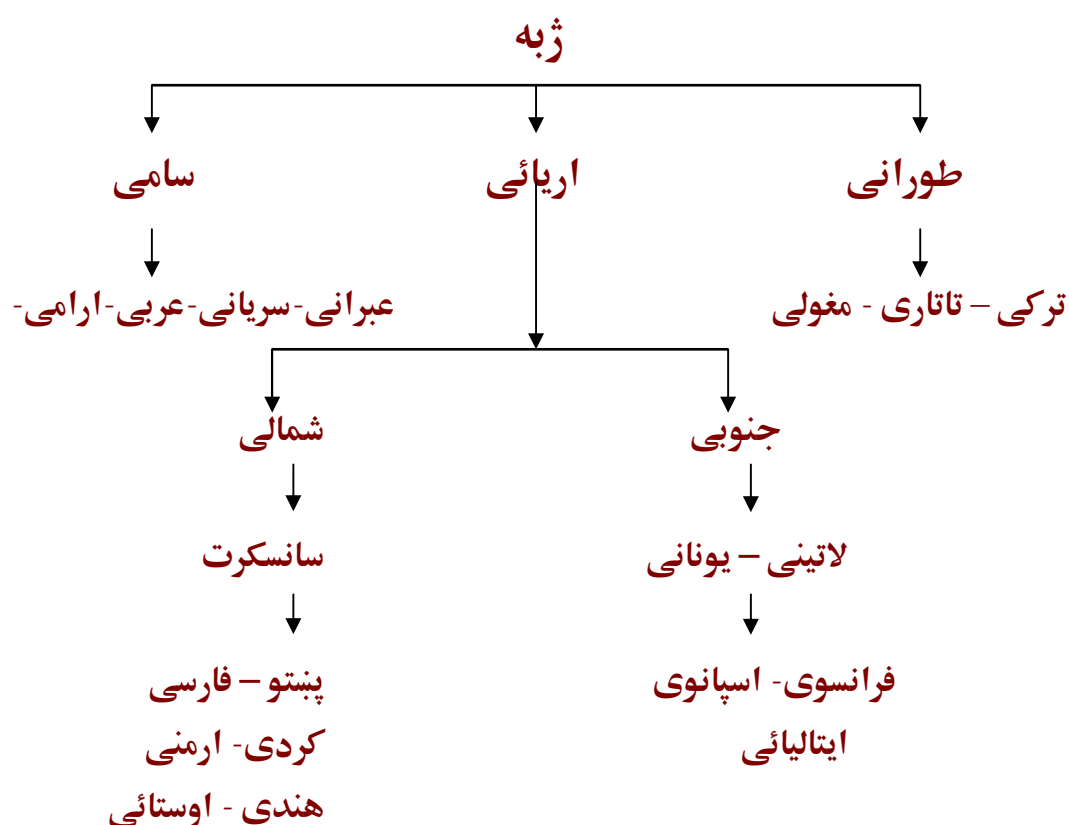 ژبه
طورانی
اریائی
سامی
ترکی – تاتاری - مغولی
عبرانی-سریانی-عربی-ارامی-
جنوبی
شمالی
لاتینی – یونانی
سانسکرت
فرانسوی- اسپانوی
ایتالیائی
پښتو – فارسی
کردی- ارمنی
هندی - اوستائی